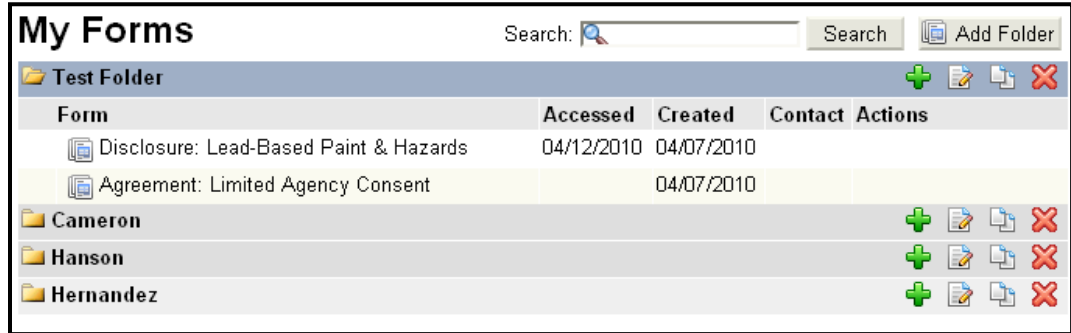 My Forms Search: Search Add Folder
Test Folder
Form Accessed Created Contact Actions
Disclosure: Lead-Based Paint & Hazards 04/12/2010 04/07/2010
Agreement: Limited Agency Consent 04/07/2010
Cameron
Hanson
Hernandez